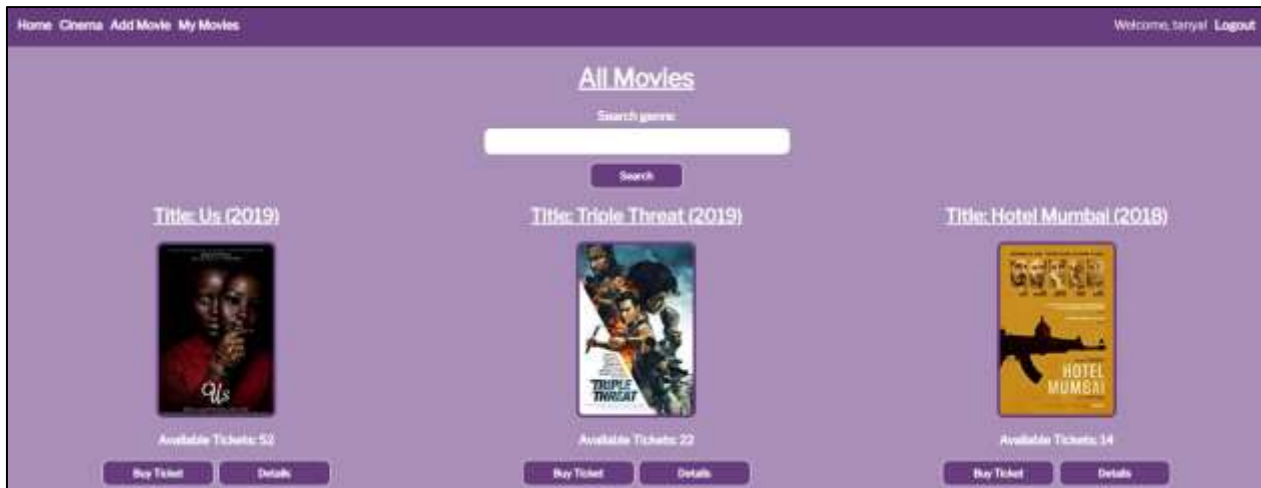 Home Cinema Add Movie My Movies
Welcome, tanya! Logout
All Movies
Search genre:
Search
Title: Us (2019)
Title: Triple Threat (2019)
Title: Hotel Mumbai (2018)
Us
TRIPLE
THREAT
HOTEL
MUMBAI
Available Tickets: 52
Available Tickets: 22
Available Tickets: 14
Buy Ticket Details
Buy Ticket Details
Buy Ticket Details